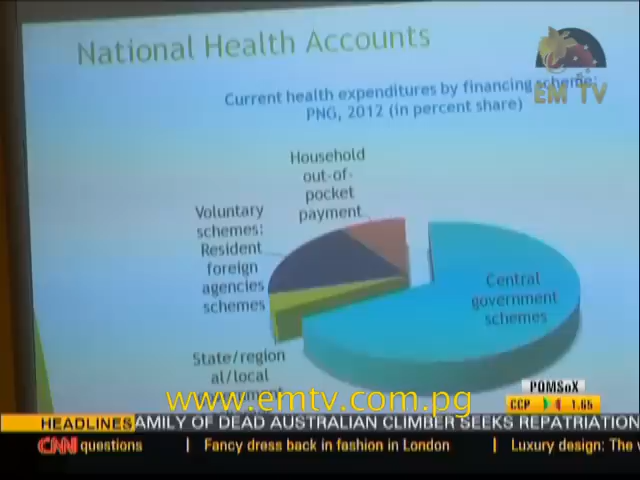 National Health Accounts
Current health expenditures by financing scheme:
PNG, 2012 (in percent share)
EM TV
Household
out-of-
pocket
payment
Voluntary
schemes:
Resident
foreign
agencies
schemes
Central
government
schemes
State/region
al/local
www.emtv.com.pg
POMSoX
CCP 1.65
HEADLINES AMILY OF DEAD AUSTRALIAN CLIMBER SEEKS REPATRIATION
CNN questions | Fancy dress back in fashion in London | Luxury design: The